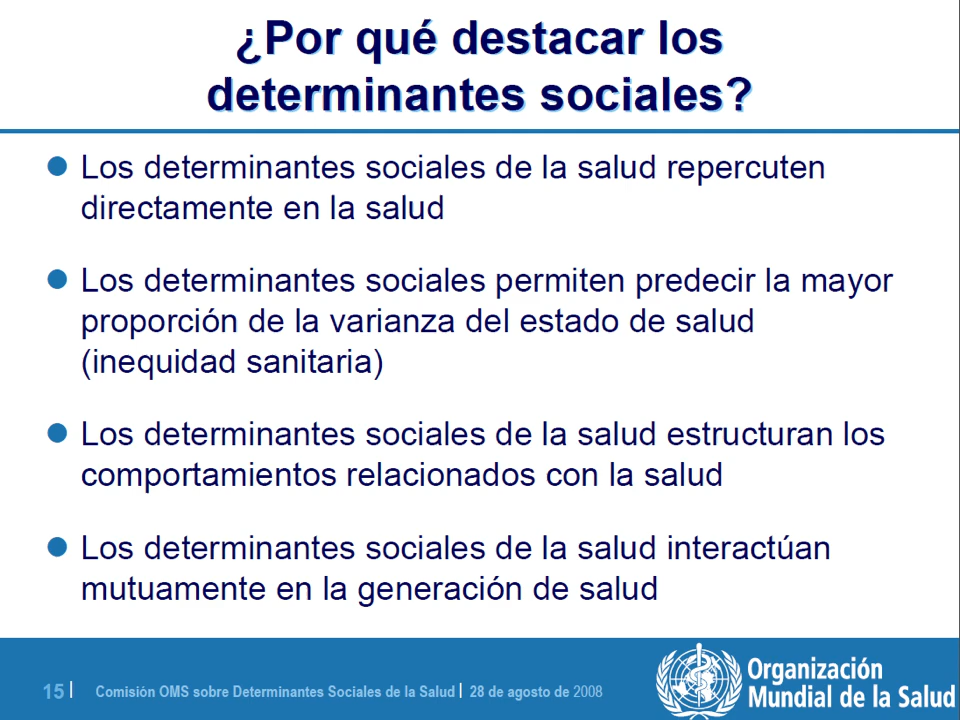 ¿Por qué destacar los
determinantes sociales?
Los determinantes sociales de la salud repercuten
directamente en la salud
Los determinantes sociales permiten predecir la mayor
proporción de la varianza del estado de salud
(inequidad sanitaria)
Los determinantes sociales de la salud estructuran los
comportamientos relacionados con la salud
Los determinantes sociales de la salud interactúan
mutuamente en la generación de salud
15 | Comisión OMS sobre Determinantes Sociales de la Salud | 28 de agosto de 2008
Organización
Mundial de la Salud